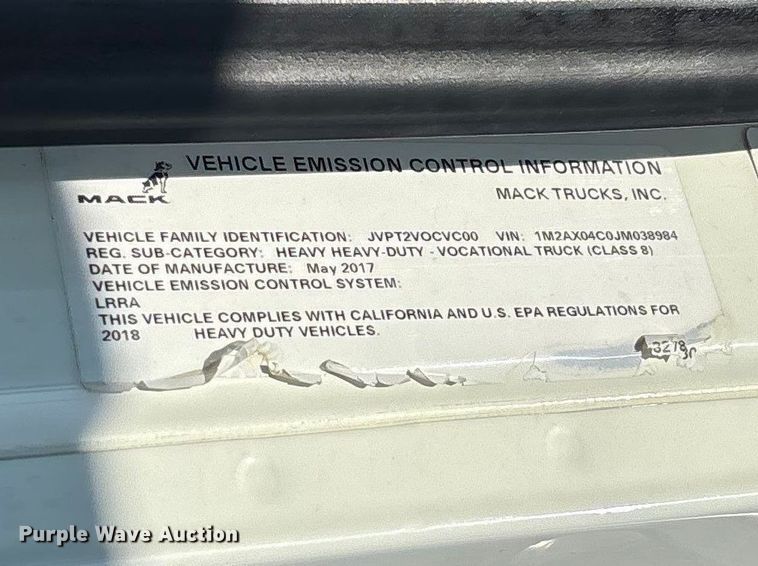 VEHICLE EMISSION CONTROL INFORMATION
MACK
MACK TRUCKS, INC.
VEHICLE FAMILY IDENTIFICATION: JVPT2VOCVC00 VIN: 1M2AX04C0JM038984
REG. SUB-CATEGORY: HEAVY HEAVY-DUTY - VOCATIONAL TRUCK (CLASS 8)
DATE OF MANUFACTURE: May 2017
VEHICLE EMISSION CONTROL SYSTEM:
LRRA
THIS VEHICLE COMPLIES WITH CALIFORNIA AND U.S. EPA REGULATIONS FOR
2018 HEAVY DUTY VEHICLES.
Purple Wave Auction